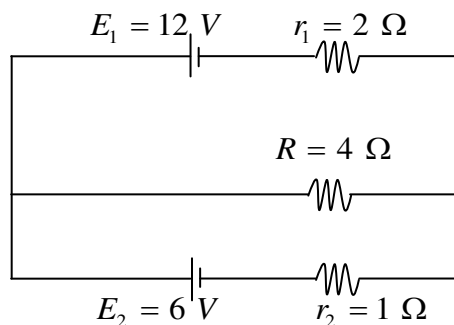 E₁ = 12 V r₁ = 2 Ω
R = 4 Ω
E₂ = 6 V r₂ = 1 Ω